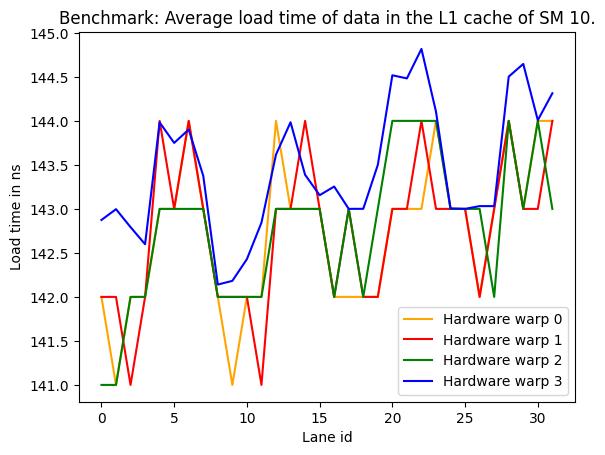 Benchmark: Average load time of data in the L1 cache of SM 10.
145.0
144.5
144.0
143.5
143.0
142.5
142.0
141.5
141.0
Load time in ns
Hardware warp 0
Hardware warp 1
Hardware warp 2
Hardware warp 3
0 5 10 15 20 25 30
Lane id